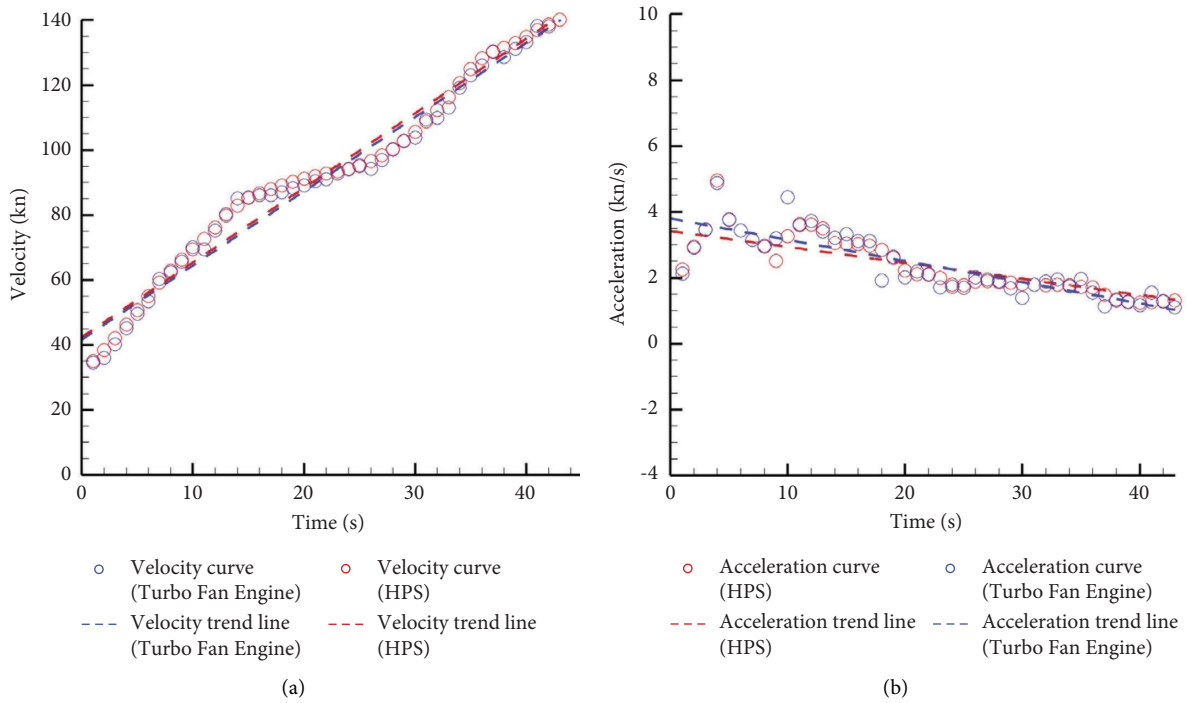 140
120
100
80
60
40
20
0
Velocity (kn)
0
10
20
30
40
Time (s)
Velocity curve
(Turbo Fan Engine)
Velocity curve
(HPS)
Velocity trend line
(Turbo Fan Engine)
Velocity trend line
(HPS)
(a)
10
8
6
4
2
0
-2
-4
Acceleration (kn/s)
0
10
20
30
40
Time (s)
Acceleration curve
(HPS)
Acceleration curve
(Turbo Fan Engine)
Acceleration trend line
(HPS)
Acceleration trend line
(Turbo Fan Engine)
(b)